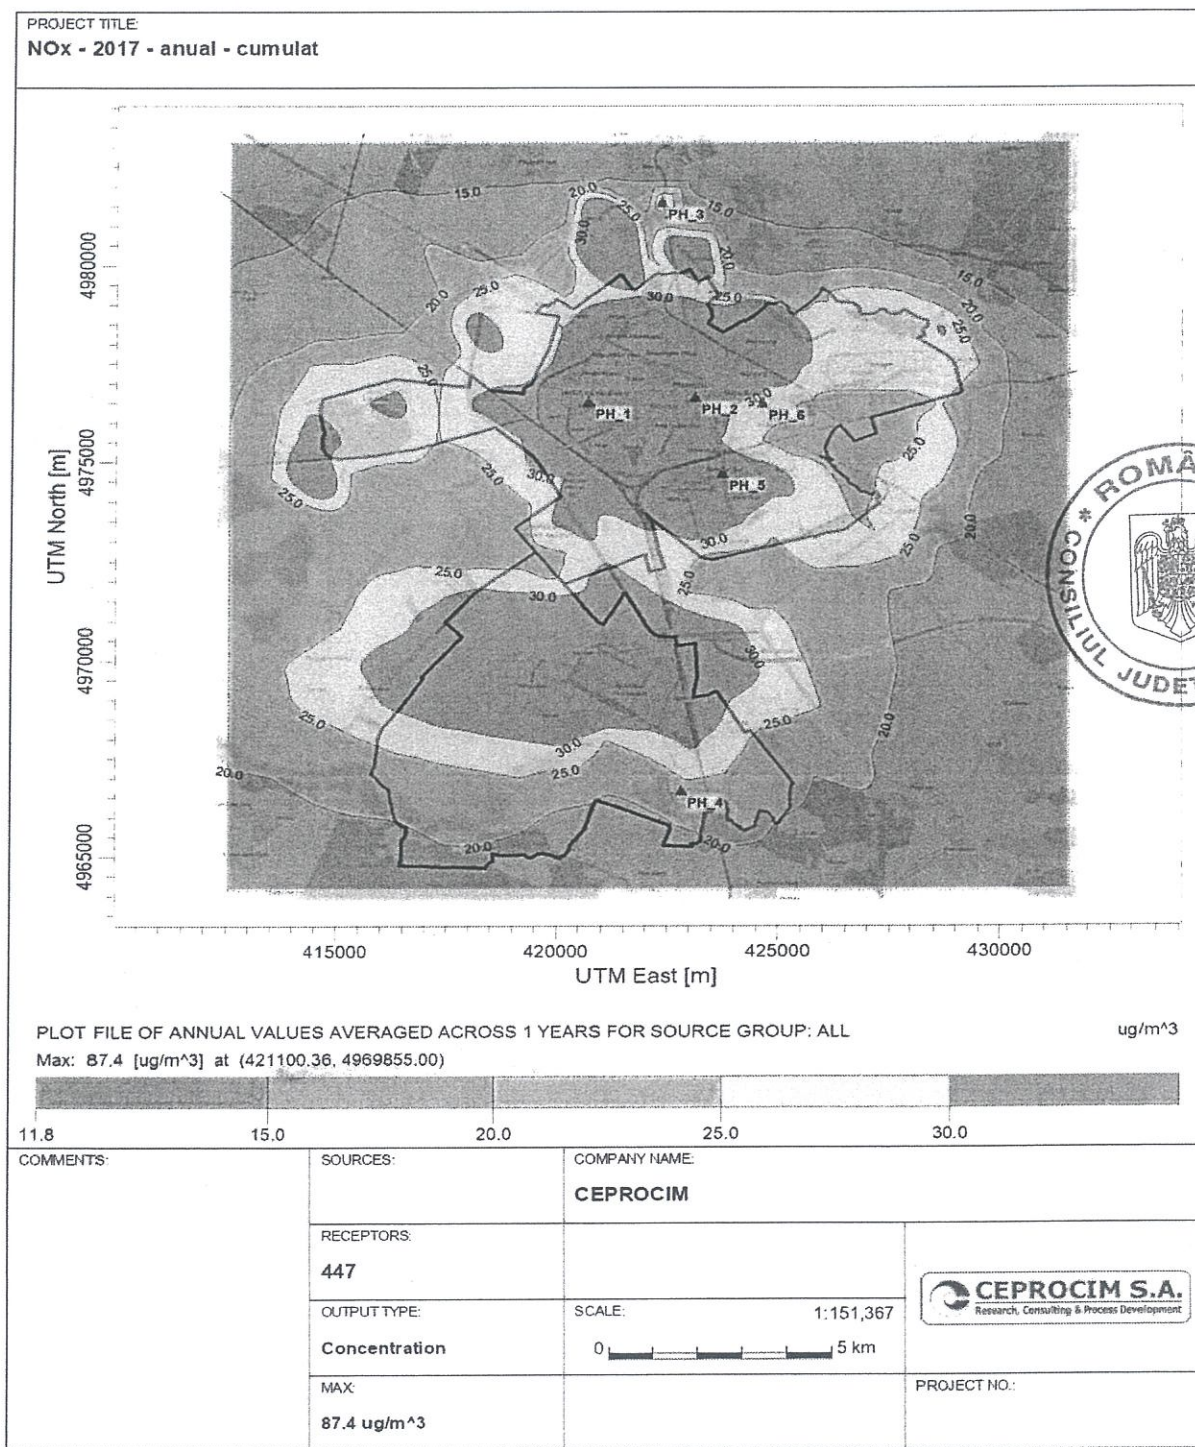 PROJECT TITLE:
NOx - 2017 - anual - cumulat
UTM North [m]
4980000
4975000
4970000
4965000
15.0
20.0
25.0
30.0
PH_3
15.0
20.0
25.0
20.0
30.0
25.0
15.0
20.0
25.0
25.0
30.0
PH_1
PH_2
PH_6
25.0
25.0
30.0
PH_5
25.0
20.0
30.0
25.0
25.0
30.0
25.0
30.0
25.0
25.0
20.0
30.0
25.0
20.0
PH_4
20.0
20.0
* ROMÂ
CONSILIUL JUDEȚ
415000 420000 425000 430000
UTM East [m]
PLOT FILE OF ANNUAL VALUES AVERAGED ACROSS 1 YEARS FOR SOURCE GROUP: ALL ug/m^3
Max: 87.4 [ug/m^3] at (421100.36, 4969855.00)
11.8 15.0 20.0 25.0 30.0
COMMENTS:
SOURCES:
COMPANY NAME:
CEPROCIM
RECEPTORS:
447
OUTPUT TYPE:
Concentration
SCALE: 1:151,367
0 5 km
CEPROCIM S.A.
Research, Consulting & Process Development
MAX:
87.4 ug/m^3
PROJECT NO.: